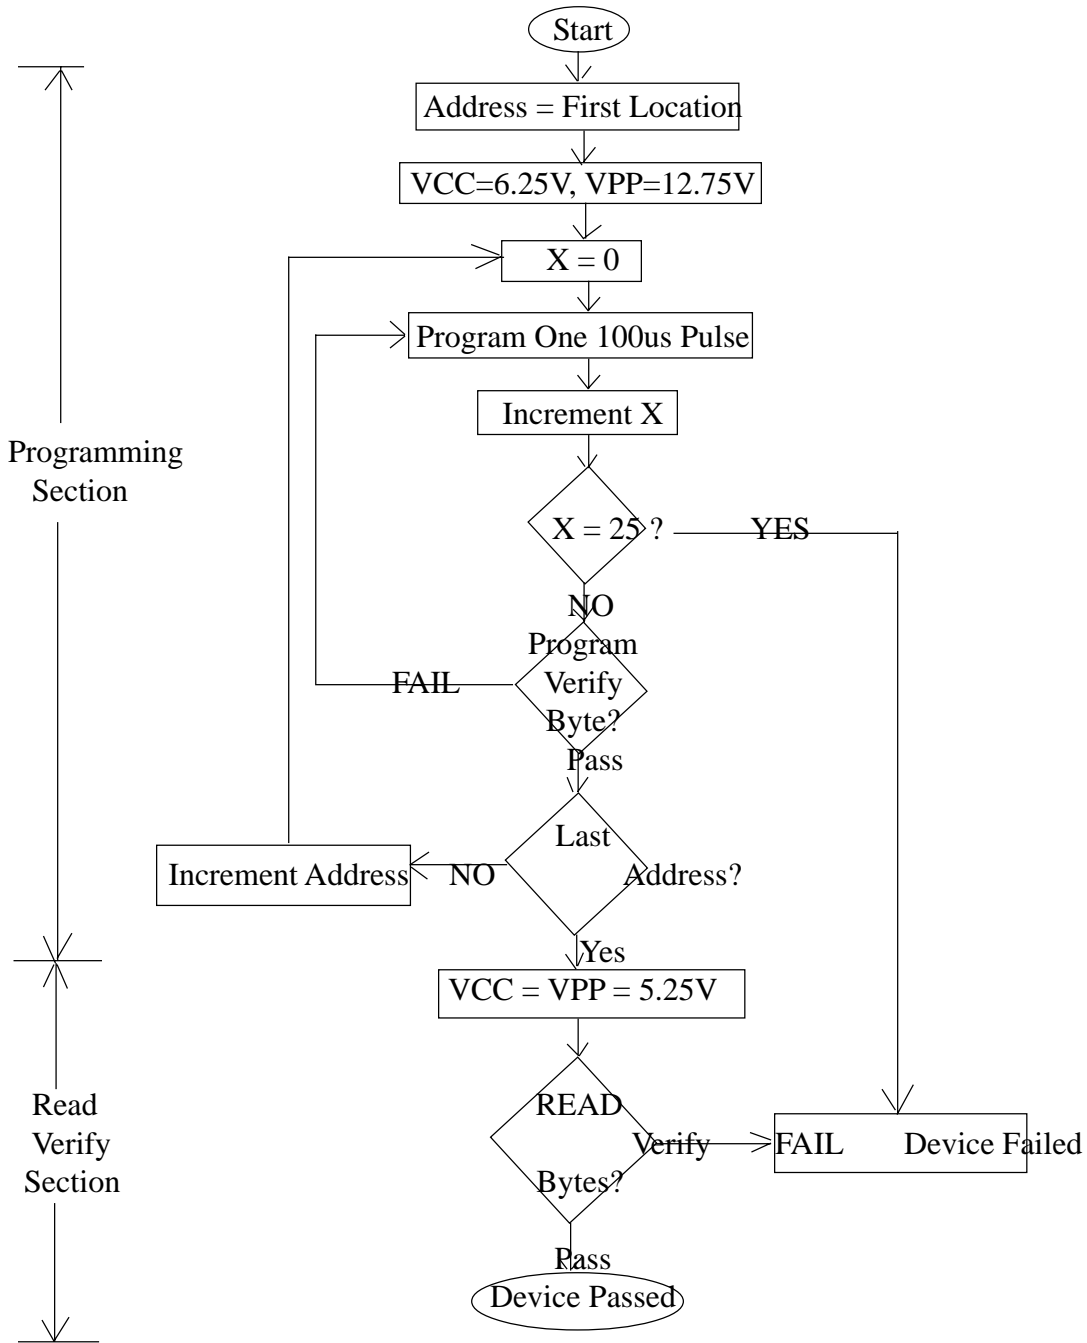 Start
Address = First Location
VCC=6.25V, VPP=12.75V
X = 0
Program One 100us Pulse
Increment X
Programming
Section
X = 25 ?
YES
NO
Program
Verify
Byte?
FAIL
Pass
Last
Address?
NO
Increment Address
Yes
VCC = VPP = 5.25V
Read
Verify
Section
READ
Verify
Bytes?
FAIL
Device Failed
Pass
Device Passed